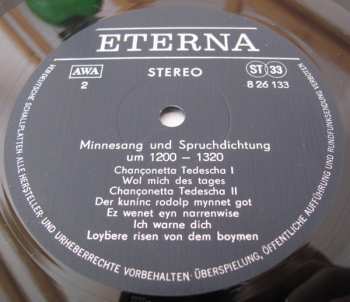 ETERNA
AWA
STEREO
ST 33
2
8 26 133
Minnesang und Spruchdichtung
um 1200 – 1320
Chançonetta Tedescha I
Wol mich des tages
Chançonetta Tedescha II
Der kuninc rodolp mynnet got
Ez wenet eyn narrenwise
Ich warne dich
Loybere risen von dem boymen
VEB DEUTSCHE SCHALLPLATTEN ALLE HERSTELLER- UND URHEBERRECHTE VORBEHALTEN · ÜBERSPIELUNG, ÖFFENTLICHE AUFFÜHRUNG UND RUNDFUNKSENDUNG VERBOTEN